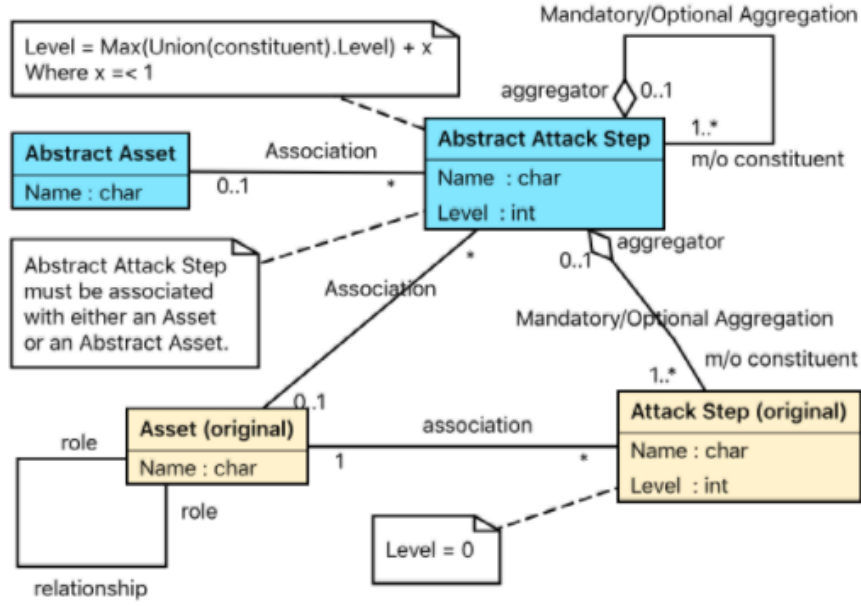 Mandatory/Optional Aggregation
Level = Max(Union(constituent).Level) + x
Where x =< 1
aggregator
0..1
1..*
m/o constituent
Abstract Attack Step
Name : char
Level : int
Abstract Asset
Name : char
Association
0..1
*
Abstract Attack Step
must be associated
with either an Asset
or an Abstract Asset.
*
Association
0..1
0..1
aggregator
Mandatory/Optional Aggregation
m/o constituent
1..*
Asset (original)
Name : char
association
1
*
Attack Step (original)
Name : char
Level : int
role
role
relationship
Level = 0